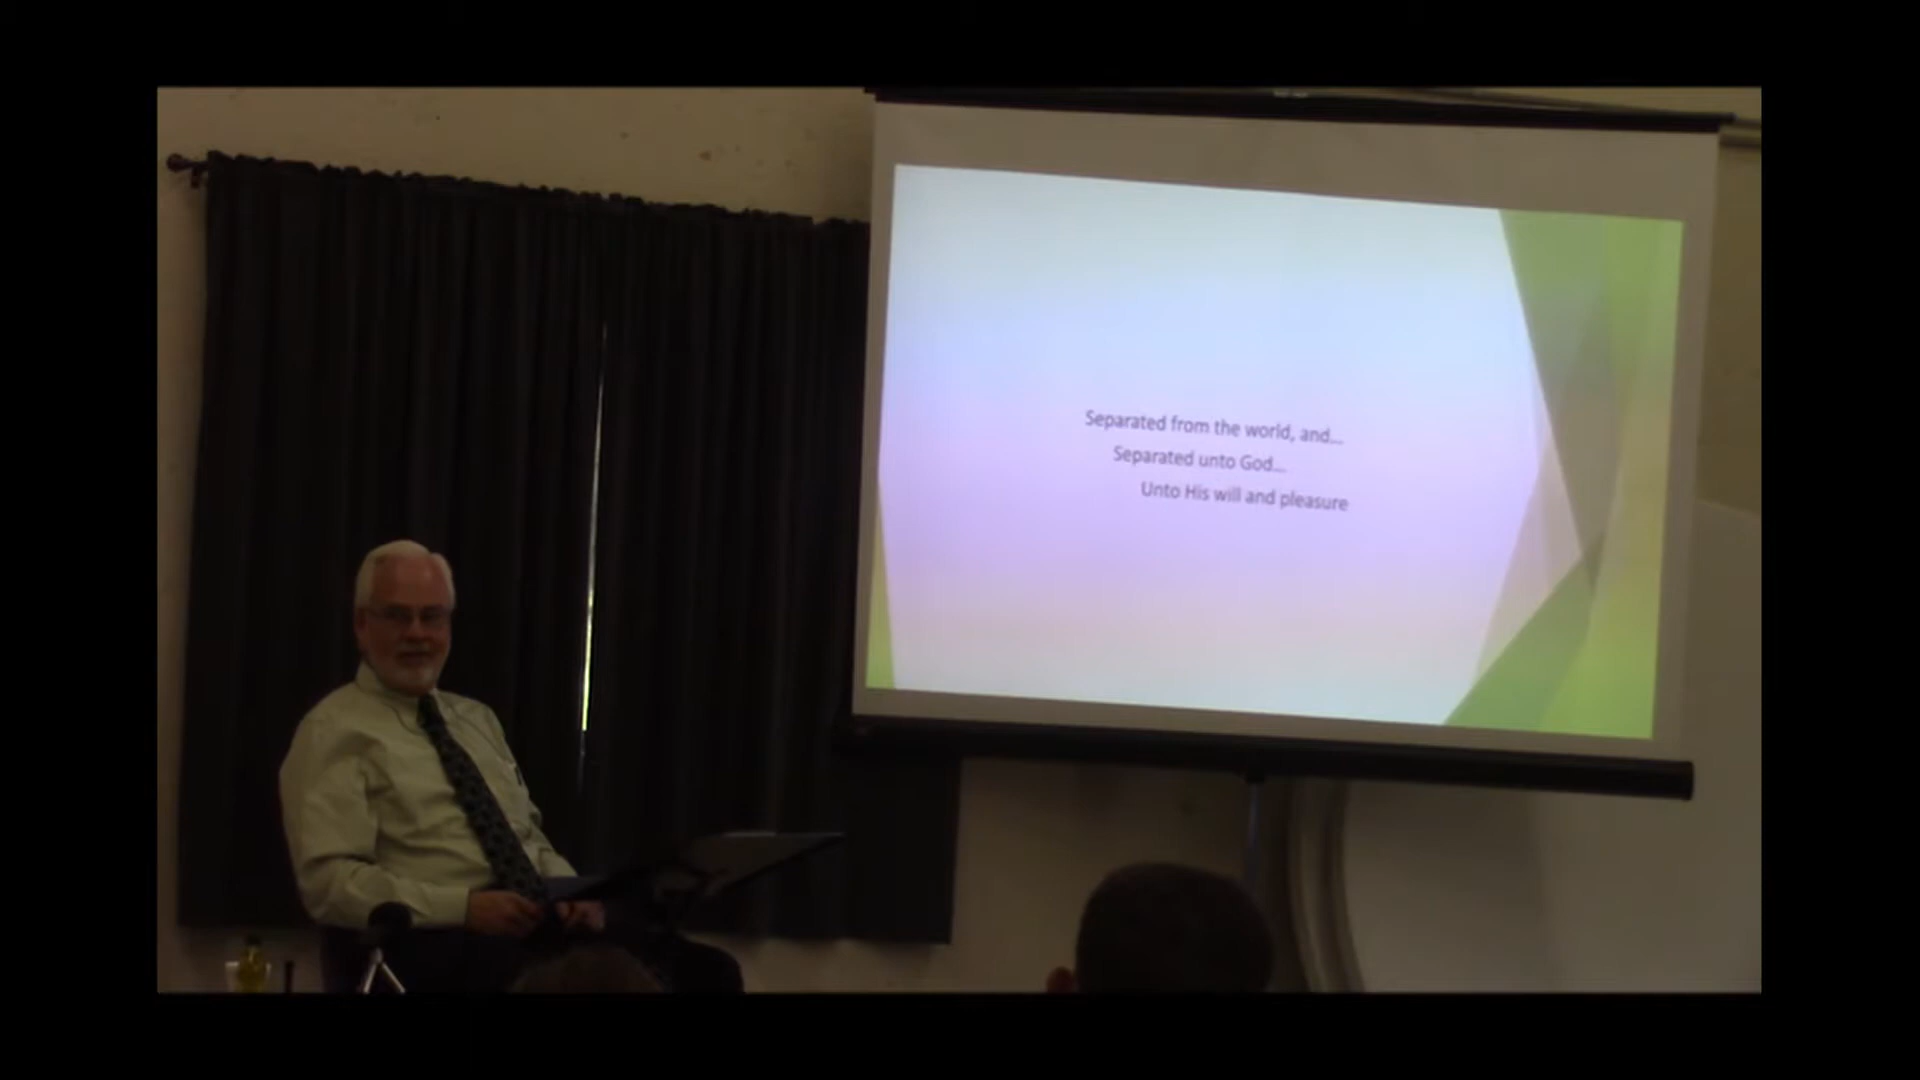 Separated from the world, and...
Separated unto God...
Unto His will and pleasure